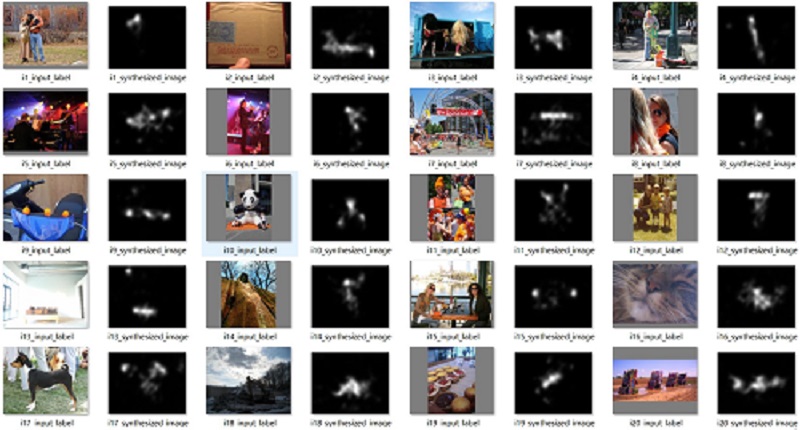 i1_input_label i1_synthesized_image i2_input_label i2_synthesized_image i3_input_label i3_synthesized_image i4_input_label i4_synthesized_image
i5_input_label i5_synthesized_image i6_input_label i6_synthesized_image i7_input_label i7_synthesized_image i8_input_label i8_synthesized_image
i9_input_label i9_synthesized_image i10_input_label i10_synthesized_image i11_input_label i11_synthesized_image i12_input_label i12_synthesized_image
i13_input_label i13_synthesized_image i14_input_label i14_synthesized_image i15_input_label i15_synthesized_image i16_input_label i16_synthesized_image
i17_input_label i17_synthesized_image i18_input_label i18_synthesized_image i19_input_label i19_synthesized_image i20_input_label i20_synthesized_image